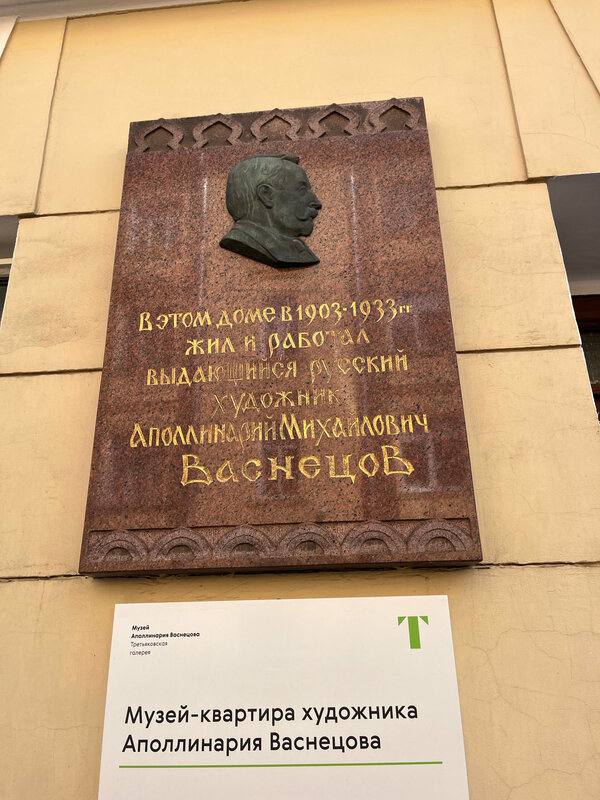 В этом доме в 1903-1933 гг
жил и работал
выдающийся русский
художник
Аполлинарий Михайлович
Васнецов
Музей
Аполлинария Васнецова
Третьяковская
галерея
Т
Музей-квартира художника
Аполлинария Васнецова